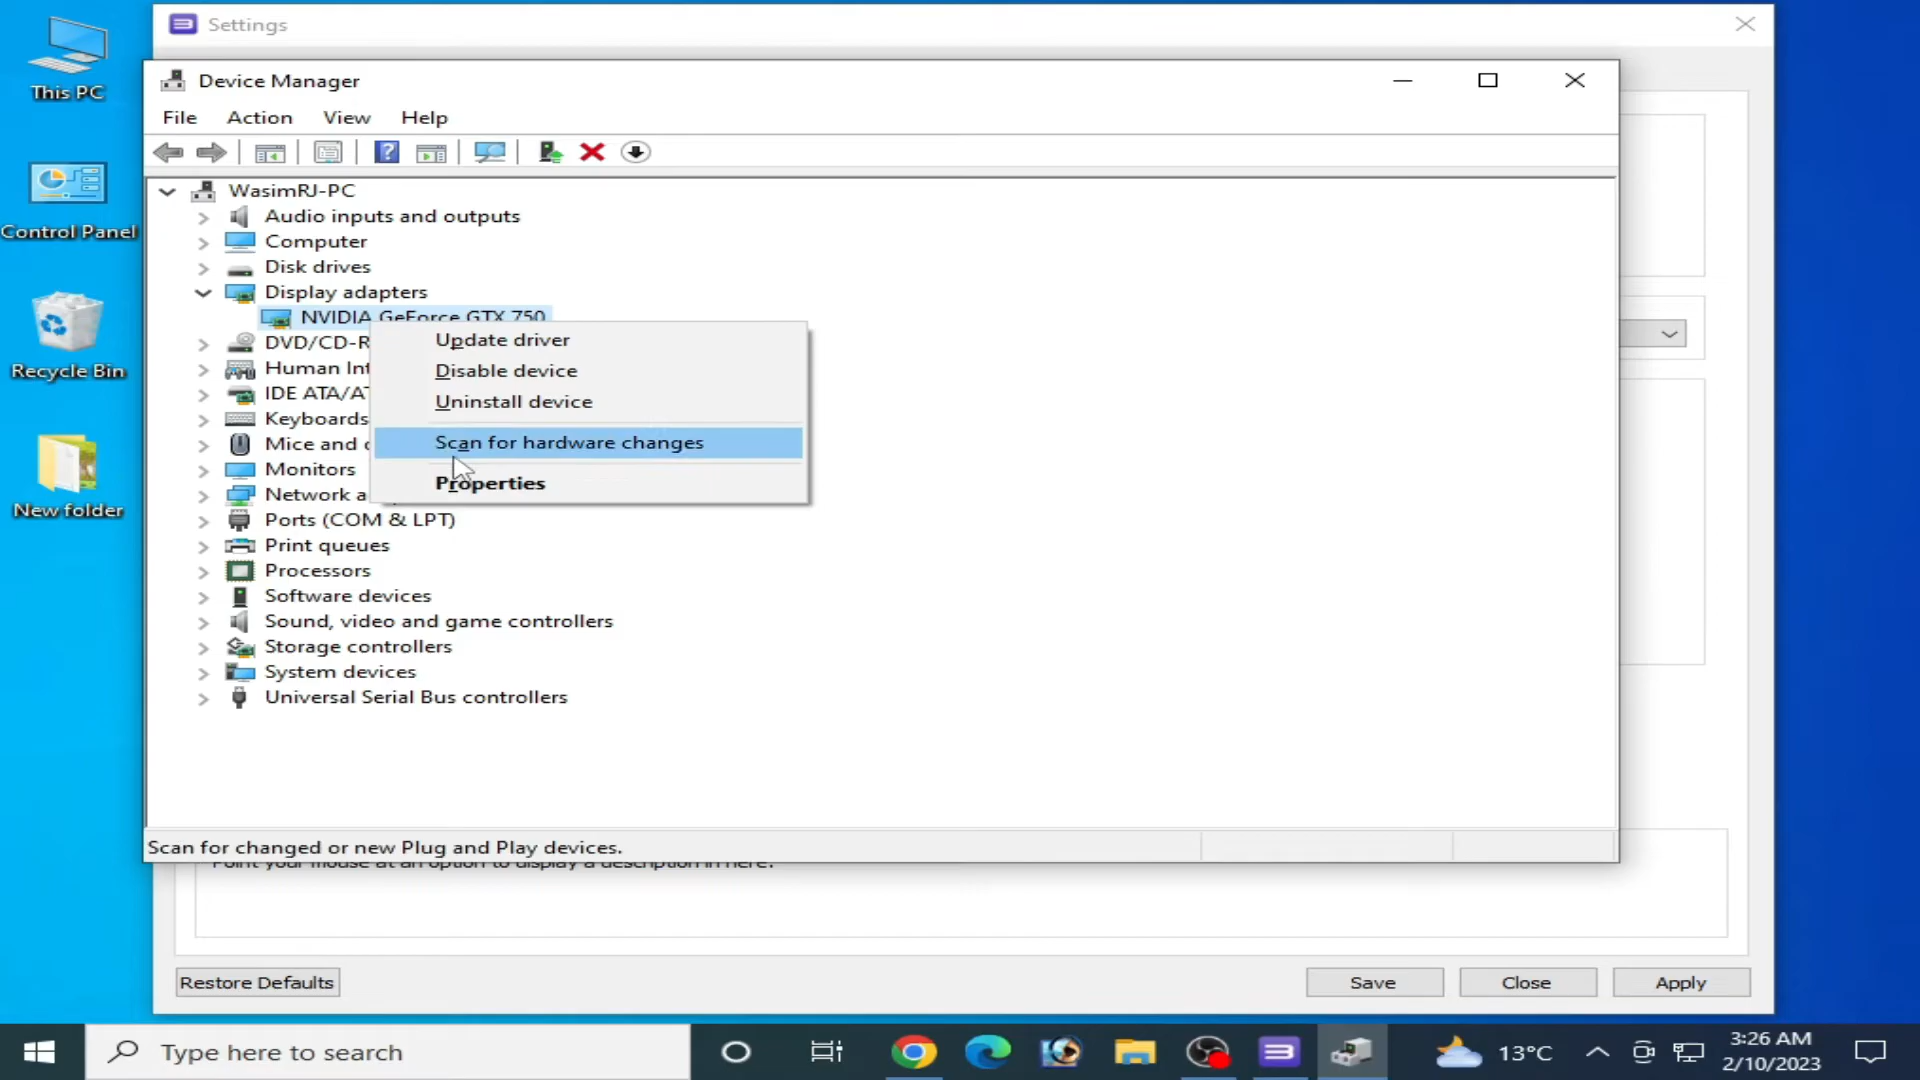 Settings
This PC
Control Panel
Recycle Bin
New folder
Device Manager
File Action View Help
WasimRJ-PC
Audio inputs and outputs
Computer
Disk drives
Display adapters
NVIDIA GeForce GTX 750
DVD/CD-R
Human Int
IDE ATA/AT
Keyboards
Mice and
Monitors
Network a
Ports (COM & LPT)
Print queues
Processors
Software devices
Sound, video and game controllers
Storage controllers
System devices
Universal Serial Bus controllers
Update driver
Disable device
Uninstall device
Scan for hardware changes
Properties
Scan for changed or new Plug and Play devices.
Point your mouse at an option to display a description in here.
Restore Defaults
Save Close Apply
Type here to search
13°C
3:26 AM
2/10/2023